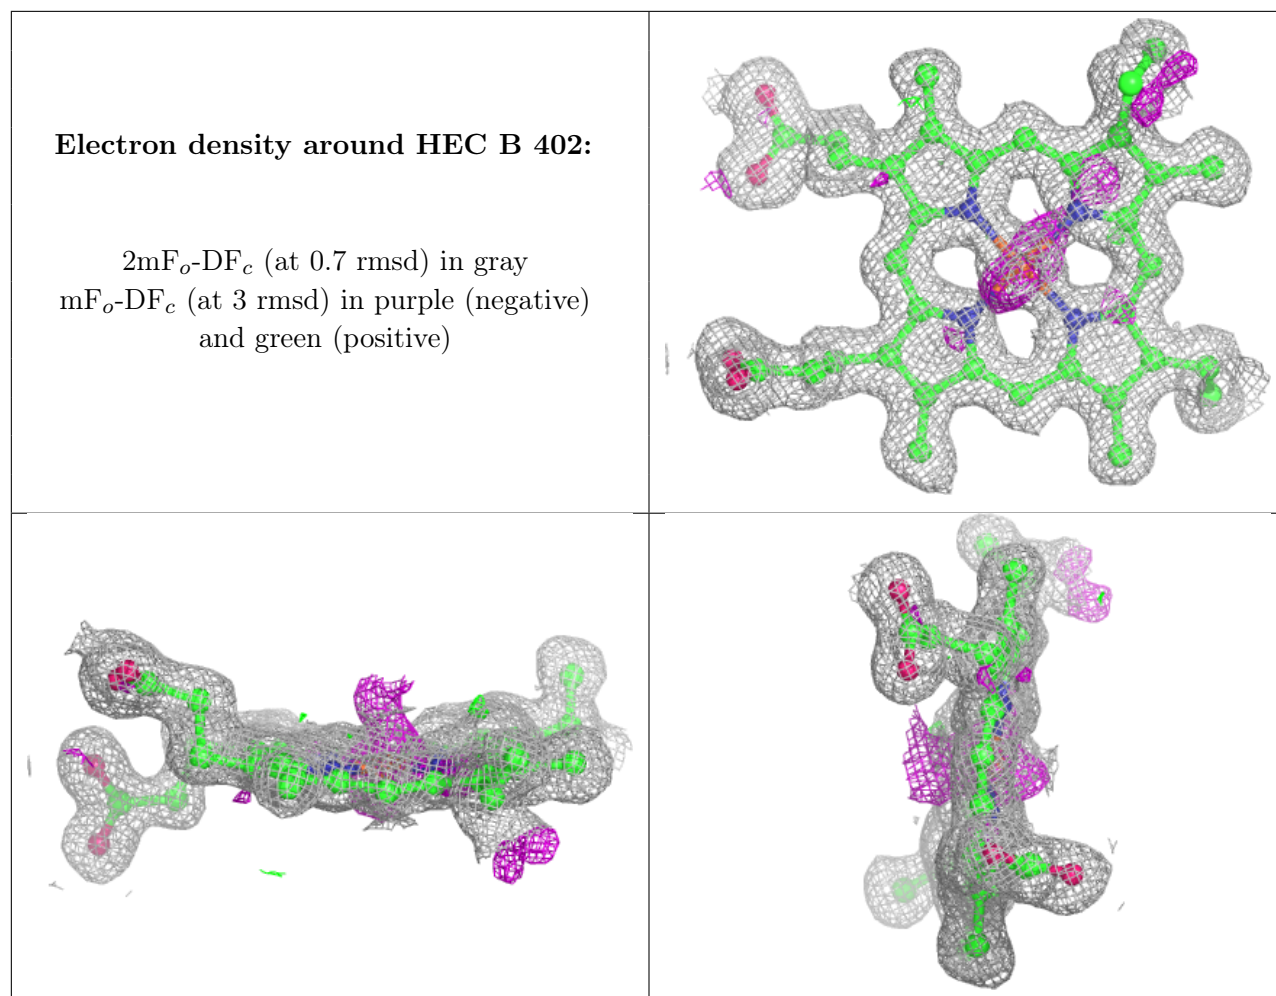 Electron density around HEC B 402:
2mFₒ-DF𝒸 (at 0.7 rmsd) in gray
mFₒ-DF𝒸 (at 3 rmsd) in purple (negative)
and green (positive)